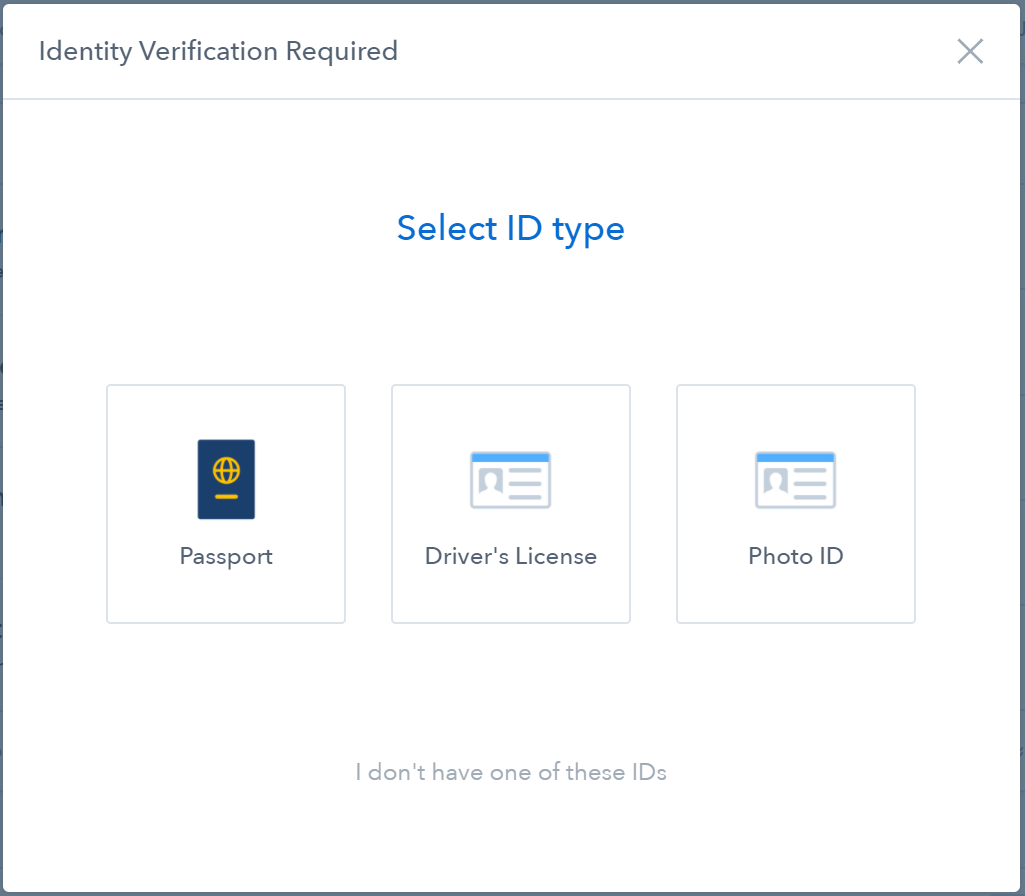 Identity Verification Required
Select ID type
Passport
Driver's License
Photo ID
I don't have one of these IDs